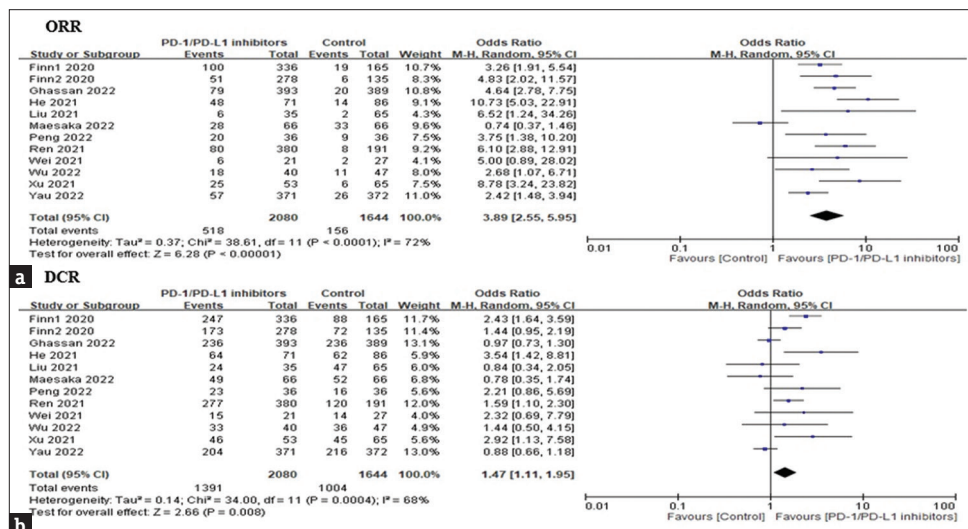 ORR
PD-1/PD-L1 inhibitors Control Odds Ratio Odds Ratio
Study or Subgroup Events Total Events Total Weight M-H, Random, 95% CI M-H, Random, 95% CI
Finn1 2020 100 336 19 165 10.7% 3.26 [1.91, 5.54]
Finn2 2020 51 278 6 135 8.3% 4.83 [2.02, 11.57]
Ghassan 2022 79 393 20 389 10.8% 4.64 [2.78, 7.75]
He 2021 48 71 14 86 9.1% 10.73 [5.03, 22.91]
Liu 2021 6 35 2 65 4.3% 6.52 [1.24, 34.26]
Maesaka 2022 28 66 33 66 9.6% 0.74 [0.37, 1.46]
Peng 2022 20 36 9 36 7.6% 3.75 [1.38, 10.20]
Ren 2021 80 380 8 191 9.2% 6.10 [2.88, 12.91]
Wei 2021 6 21 2 27 4.1% 5.00 [0.89, 28.02]
Wu 2022 18 40 11 47 8.0% 2.68 [1.07, 6.71]
Xu 2021 25 53 6 65 7.5% 8.78 [3.24, 23.82]
Yau 2022 57 371 26 372 11.0% 2.42 [1.48, 3.94]
Total (95% CI) 2080 1644 100.0% 3.89 [2.55, 5.95]
Total events 518 156
Heterogeneity: Tau² = 0.37; Chi² = 38.61, df = 11 (P < 0.0001); I² = 72%
Test for overall effect: Z = 6.28 (P < 0.00001)
0.01 0.1 1 10 100
Favours [Control] Favours [PD-1/PD-L1 inhibitors]
a
DCR
PD-1/PD-L1 inhibitors Control Odds Ratio Odds Ratio
Study or Subgroup Events Total Events Total Weight M-H, Random, 95% CI M-H, Random, 95% CI
Finn1 2020 247 336 88 165 11.7% 2.43 [1.64, 3.59]
Finn2 2020 173 278 72 135 11.4% 1.44 [0.95, 2.19]
Ghassan 2022 236 393 236 389 13.1% 0.97 [0.73, 1.30]
He 2021 64 71 62 86 5.9% 3.54 [1.42, 8.81]
Liu 2021 24 35 47 65 6.1% 0.84 [0.34, 2.05]
Maesaka 2022 49 66 52 66 7.1% 0.78 [0.35, 1.74]
Peng 2022 23 36 16 36 5.7% 2.21 [0.86, 5.69]
Ren 2021 277 380 120 191 12.0% 1.59 [1.10, 2.30]
Wei 2021 15 21 14 27 4.0% 2.32 [0.69, 7.79]
Wu 2022 33 40 36 47 4.9% 1.44 [0.50, 4.15]
Xu 2021 46 53 45 65 5.6% 2.92 [1.13, 7.58]
Yau 2022 204 371 216 372 13.0% 0.88 [0.66, 1.18]
Total (95% CI) 2080 1644 100.0% 1.47 [1.11, 1.95]
Total events 1391 1004
Heterogeneity: Tau² = 0.14; Chi² = 34.00, df = 11 (P = 0.0004); I² = 68%
Test for overall effect: Z = 2.66 (P = 0.008)
0.01 0.1 1 10 100
Favours [Control] Favours [PD-1/PD-L1 inhibitors]
b